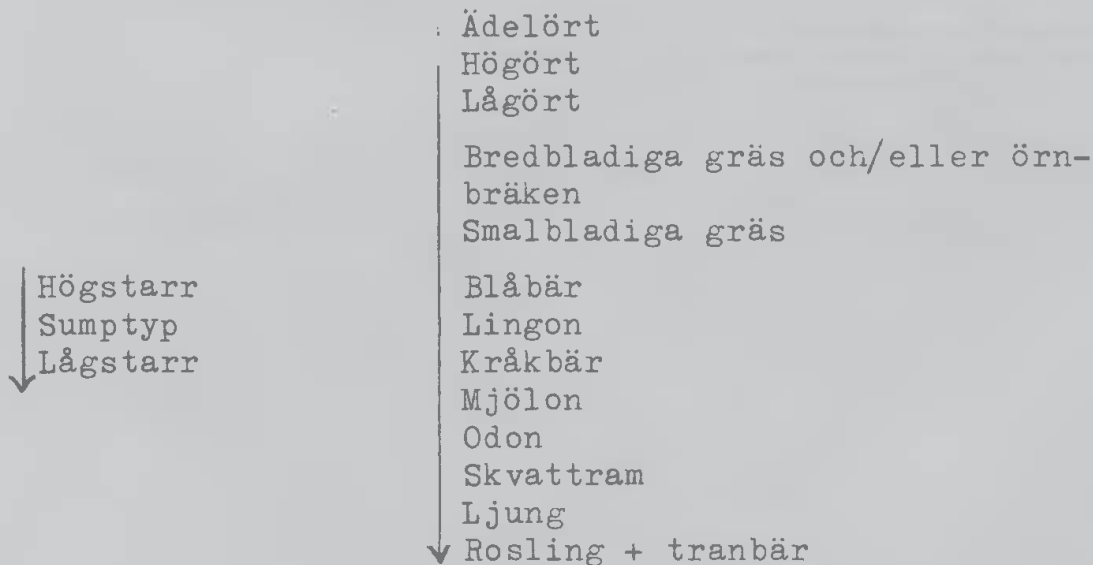 Ädelört
Högört
Lågört
Bredbladiga gräs och/eller örn-
bräken
Smalbladiga gräs
Högstarr
Sumptyp
Lågstarr
Blåbär
Lingon
Kråkbär
Mjölon
Odon
Skvattram
Ljung
Rosling + tranbär